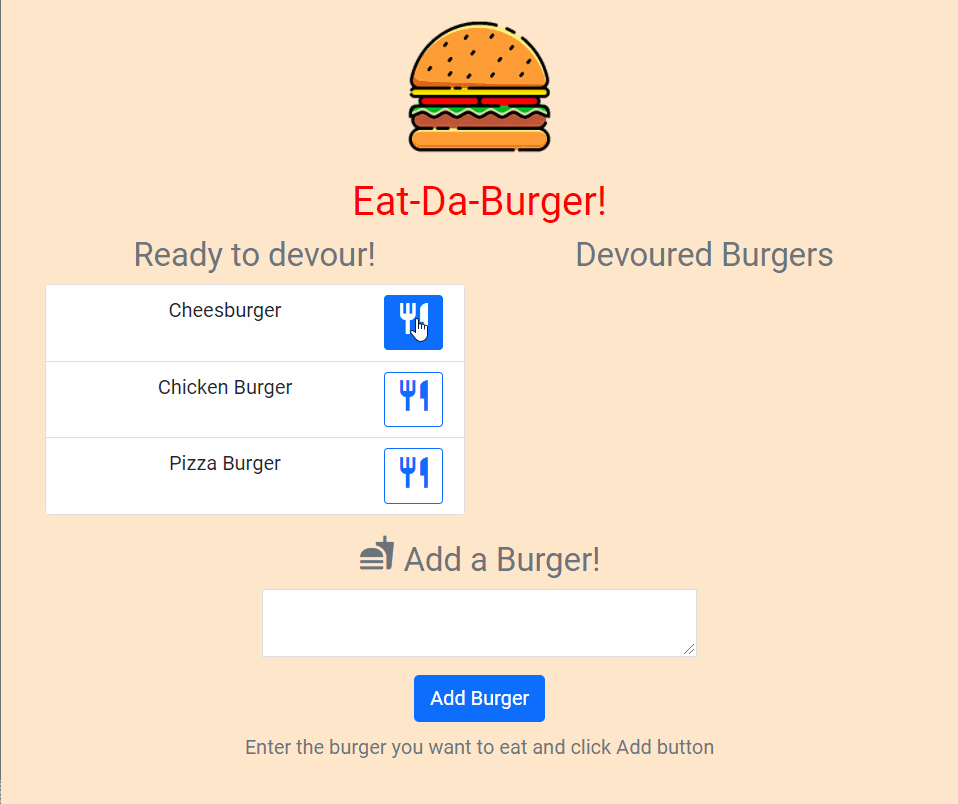 Eat-Da-Burger!
Ready to devour!
Devoured Burgers
Cheesburger
Chicken Burger
Pizza Burger
Add a Burger!
Add Burger
Enter the burger you want to eat and click Add button